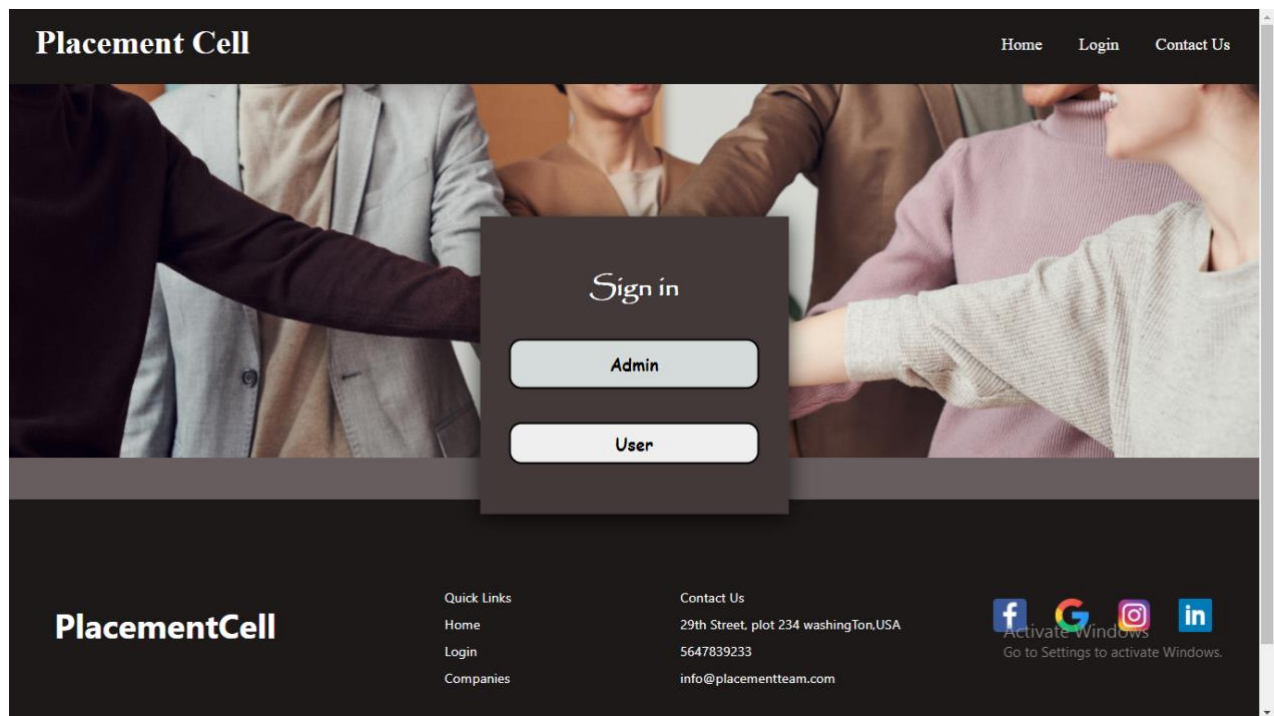 Placement Cell
Home Login Contact Us
Sign in
Admin
User
PlacementCell
Quick Links
Home
Login
Companies
Contact Us
29th Street, plot 234 washingTon,USA
5647839233
info@placementteam.com
Activate Windows
Go to Settings to activate Windows.